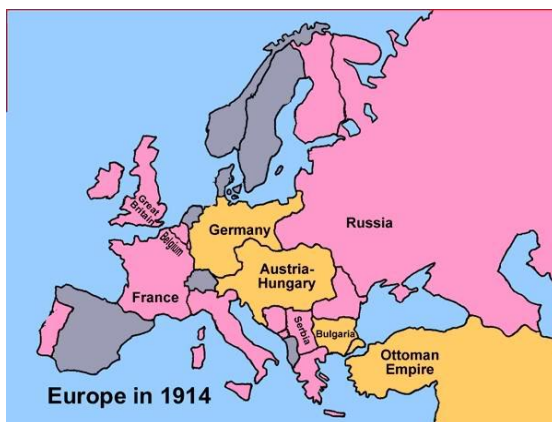 Great
Britain
Belgium
Germany
Russia
Austria-
Hungary
France
Serbia
Bulgaria
Ottoman
Empire
Europe in 1914